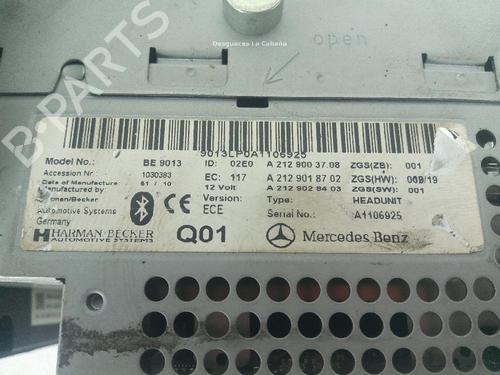 Desguaces La Cabaña
open
B-PARTS
9013LP0A1106925
Model No.: BE 9013 ID: 02E0 A 212 900 37 08 ZGS(ZB): 001
Accession Nr 1030383 EC: 117 A 212 901 87 02 ZGS(HW):
Date of Manufacture 51 / 10 12 Volt A 212 902 84 03 ZGS(SW): 001
Manufactured by Version: Type: HEADUNIT
Harman/Becker ECE Serial No.: A1106925
Automotive Systems
Germany
HARMAN/BECKER Q01 Mercedes Benz
AUTOMOTIVE SYSTEMS